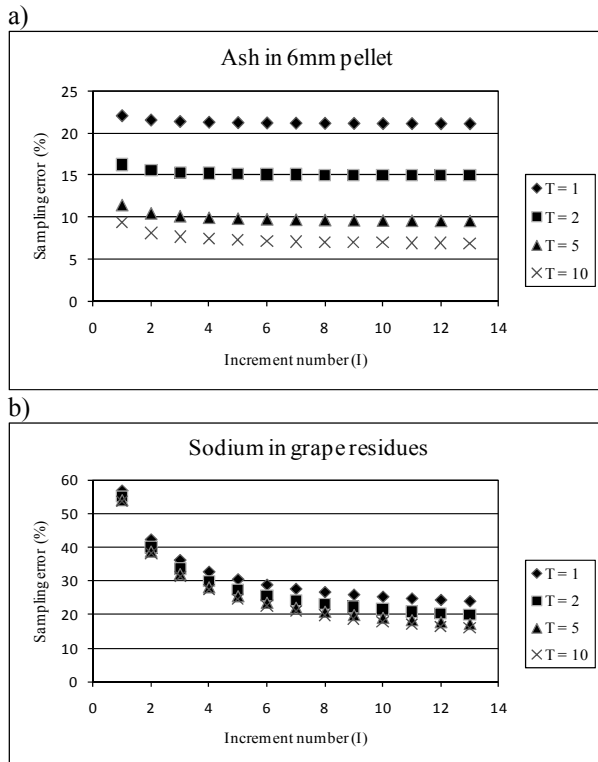 a)
Ash in 6mm pellet
25
20
15
10
5
0
Sampling error (%)
0 2 4 6 8 10 12 14
Increment number (I)
T = 1
T = 2
T = 5
T = 10
b)
Sodium in grape residues
60
50
40
30
20
10
0
Sampling error (%)
0 2 4 6 8 10 12 14
Increment number (I)
T = 1
T = 2
T = 5
T = 10